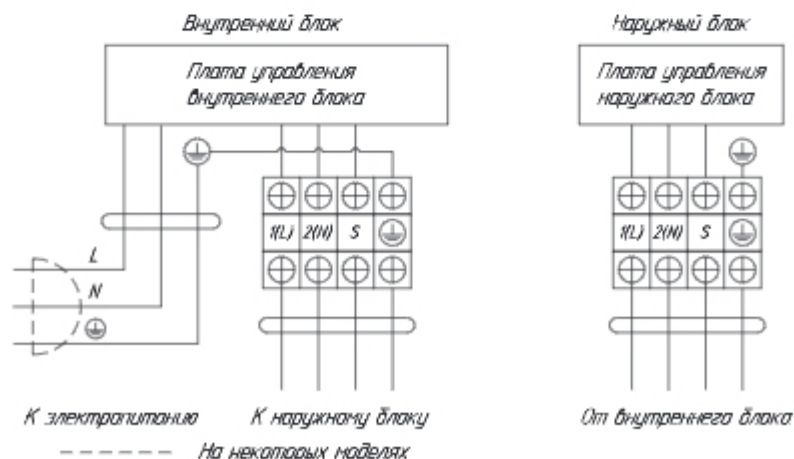 Внутренний блок
Плата управления
внутреннего блока
1(L) 2(N) S
L
N
К электропитанию
К наружному блоку
На некоторых моделях
Наружный блок
Плата управления
наружного блока
1(L) 2(N) S
От внутреннего блока